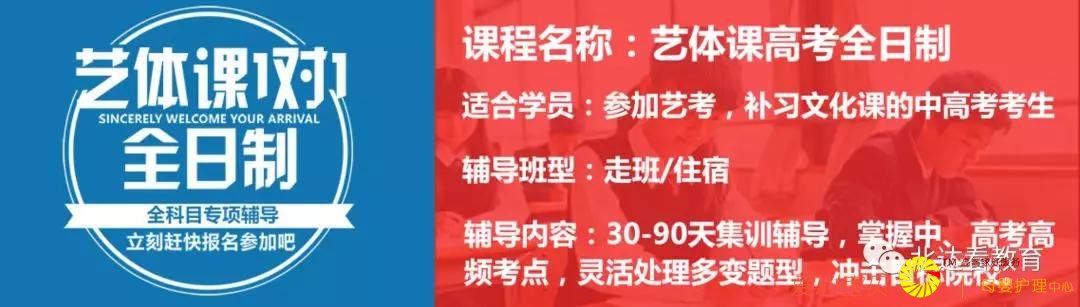 艺体课1对1
SINCERELY WELCOME YOUR ARRIVAL
全日制
全科目专项辅导
立刻赶快报名参加吧
课程名称：艺体课高考全日制
适合学员：参加艺考，补习文化课的中高考考生
辅导班型：走班/住宿
辅导内容：30-90天集训辅导，掌握中、高考高
频考点，灵活处理多变题型，冲击
教育
母婴护理中心